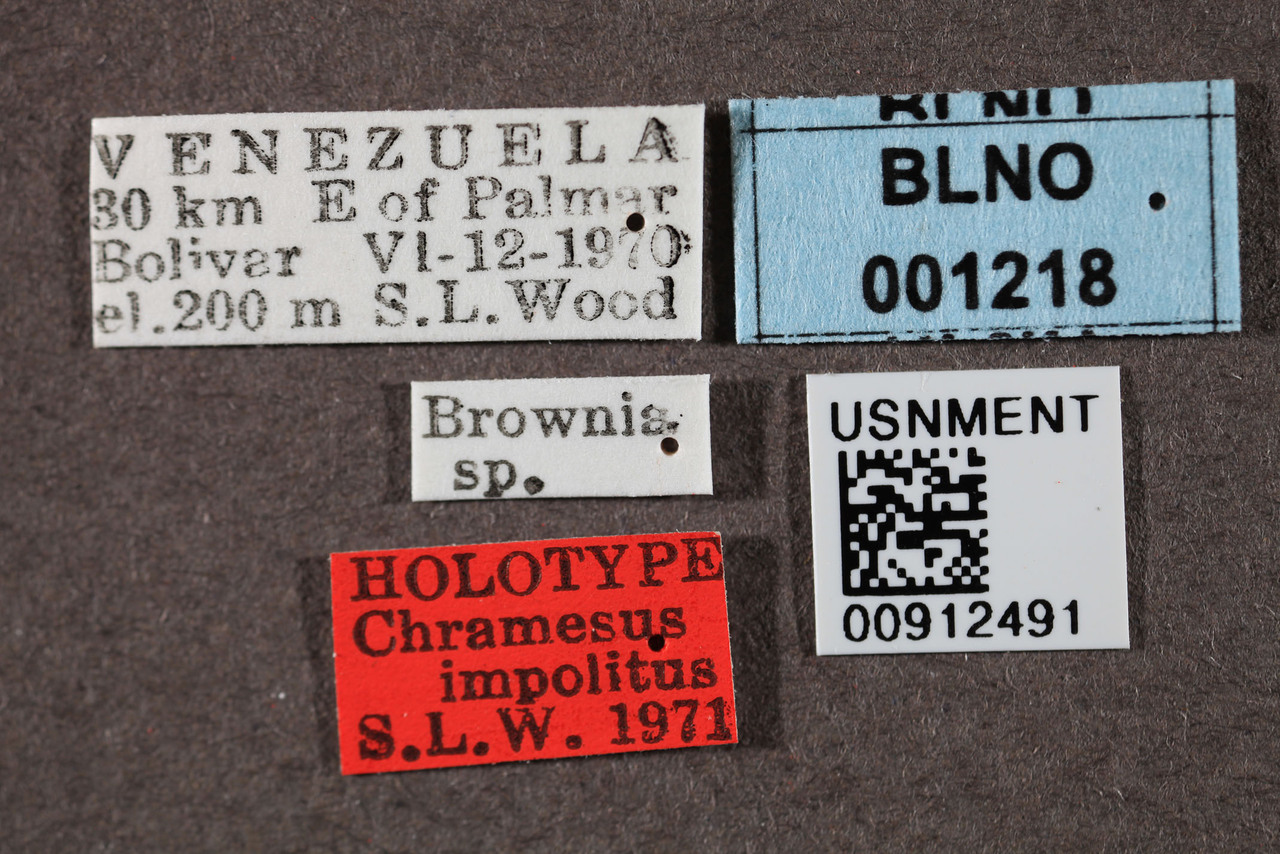 VENEZUELA
30 km E of Palmar
Bolivar VI-12-1970
el.200 m S.L.Wood
BLNO
001218
Brownia
sp.
USNMENT
00912491
HOLOTYPE
Chramesus
impolitus
S.L.W. 1971